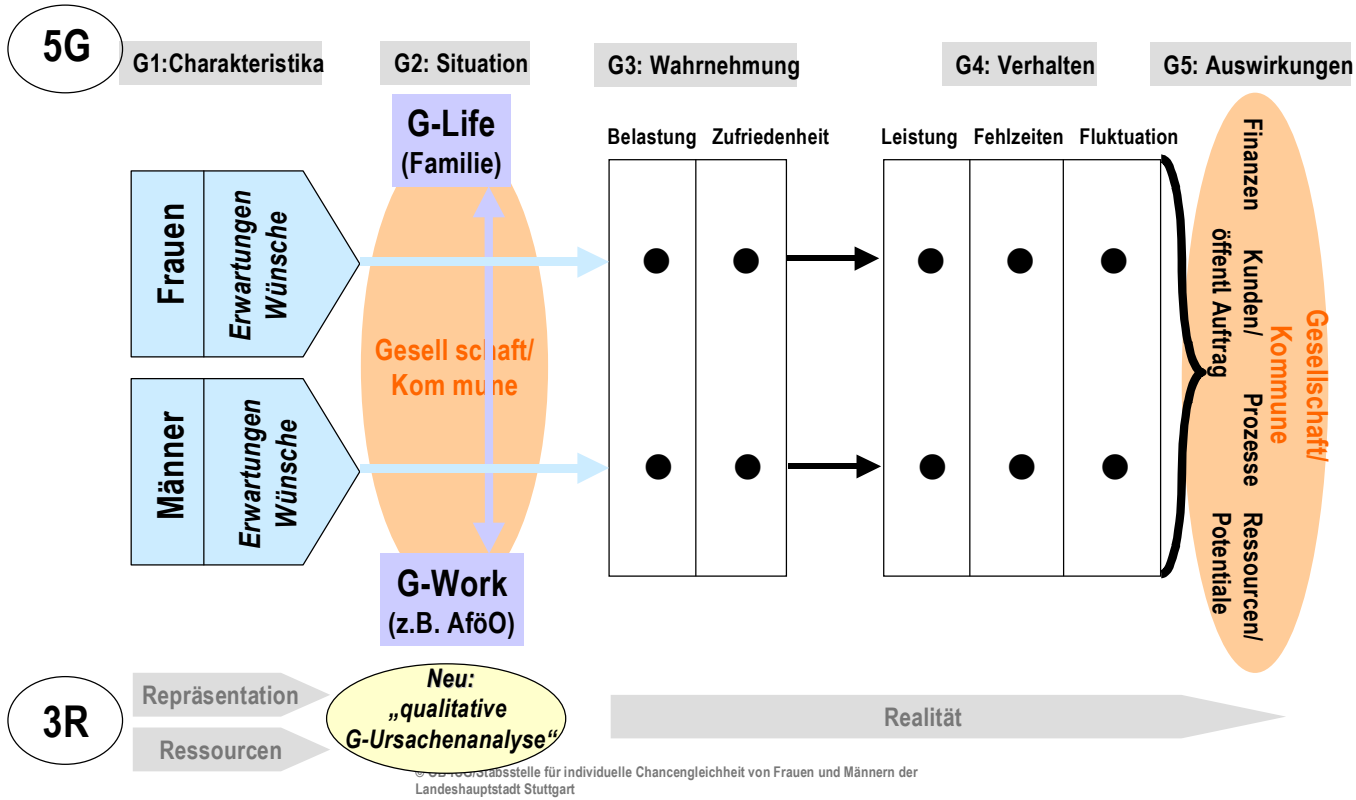 5G
G1:Charakteristika
G2: Situation
G3: Wahrnehmung
G4: Verhalten
G5: Auswirkungen
G-Life
(Familie)
Belastung
Zufriedenheit
Leistung
Fehlzeiten
Fluktuation
Frauen
Erwartungen
Wünsche
Männer
Erwartungen
Wünsche
Gesell schaft/
Kom mune
G-Work
(z.B. AföO)
Finanzen
Kunden/
öffentl Auftrag
Prozesse
Ressourcen/
Potentiale
Gesellschaft/
Kommune
3R
Repräsentation
Ressourcen
Neu:
„qualitative
G-Ursachenanalyse“
Realität
© für individuelle Chancengleichheit von Frauen und Männern der
Landeshauptstadt Stuttgart